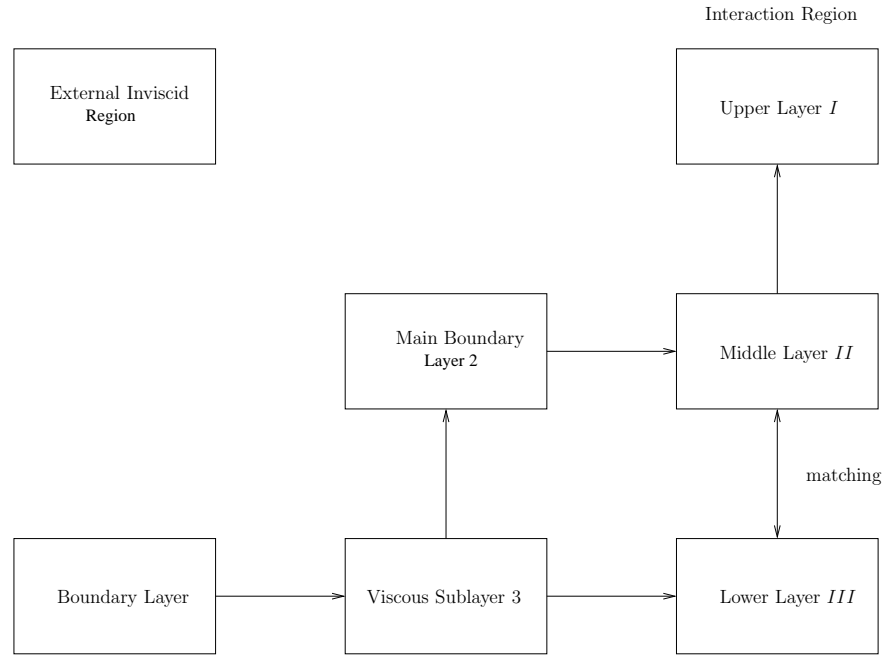 Interaction Region
External Inviscid
Region
Upper Layer I
Main Boundary
Layer 2
Middle Layer II
matching
Boundary Layer
Viscous Sublayer 3
Lower Layer III